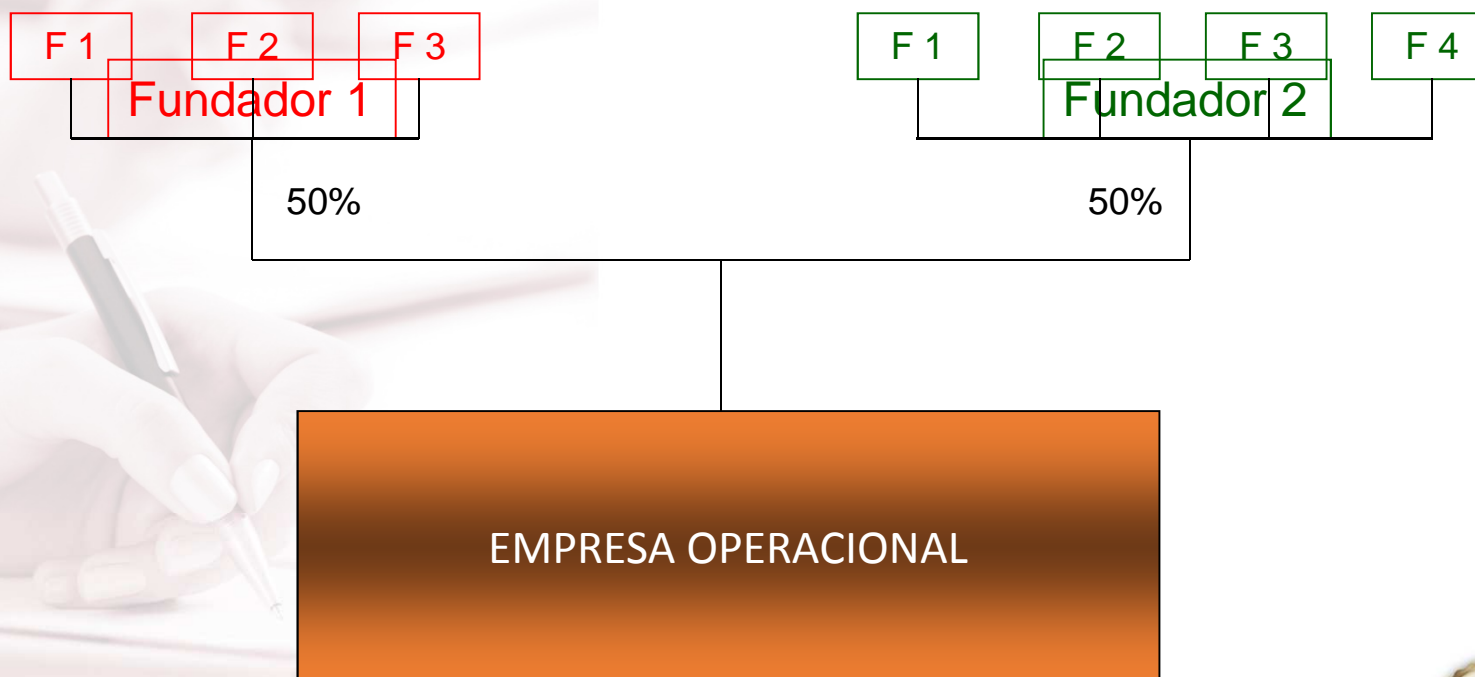 F 1
F 2
F 3
F 1
F 2
F 3
F 4
Fundador 1
Fundador 2
50%
50%
EMPRESA OPERACIONAL